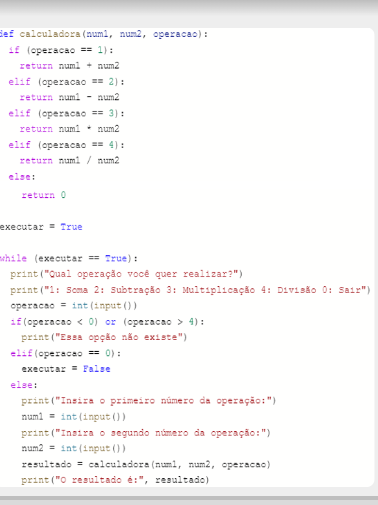 def calculadora(num1, num2, operacao):
if (operacao == 1):
return num1 + num2
elif (operacao == 2):
return num1 - num2
elif (operacao == 3):
return num1 * num2
elif (operacao == 4):
return num1 / num2
else:
return 0
executar = True
while (executar == True):
print("Qual operação você quer realizar?")
print("1: Soma 2: Subtração 3: Multiplicação 4: Divisão 0: Sair")
operacao = int(input())
if(operacao < 0) or (operacao > 4):
print("Essa opção não existe")
elif(operacao == 0):
executar = False
else:
print("Insira o primeiro número da operação:")
num1 = int(input())
print("Insira o segundo número da operação:")
num2 = int(input())
resultado = calculadora(num1, num2, operacao)
print("O resultado é:", resultado)